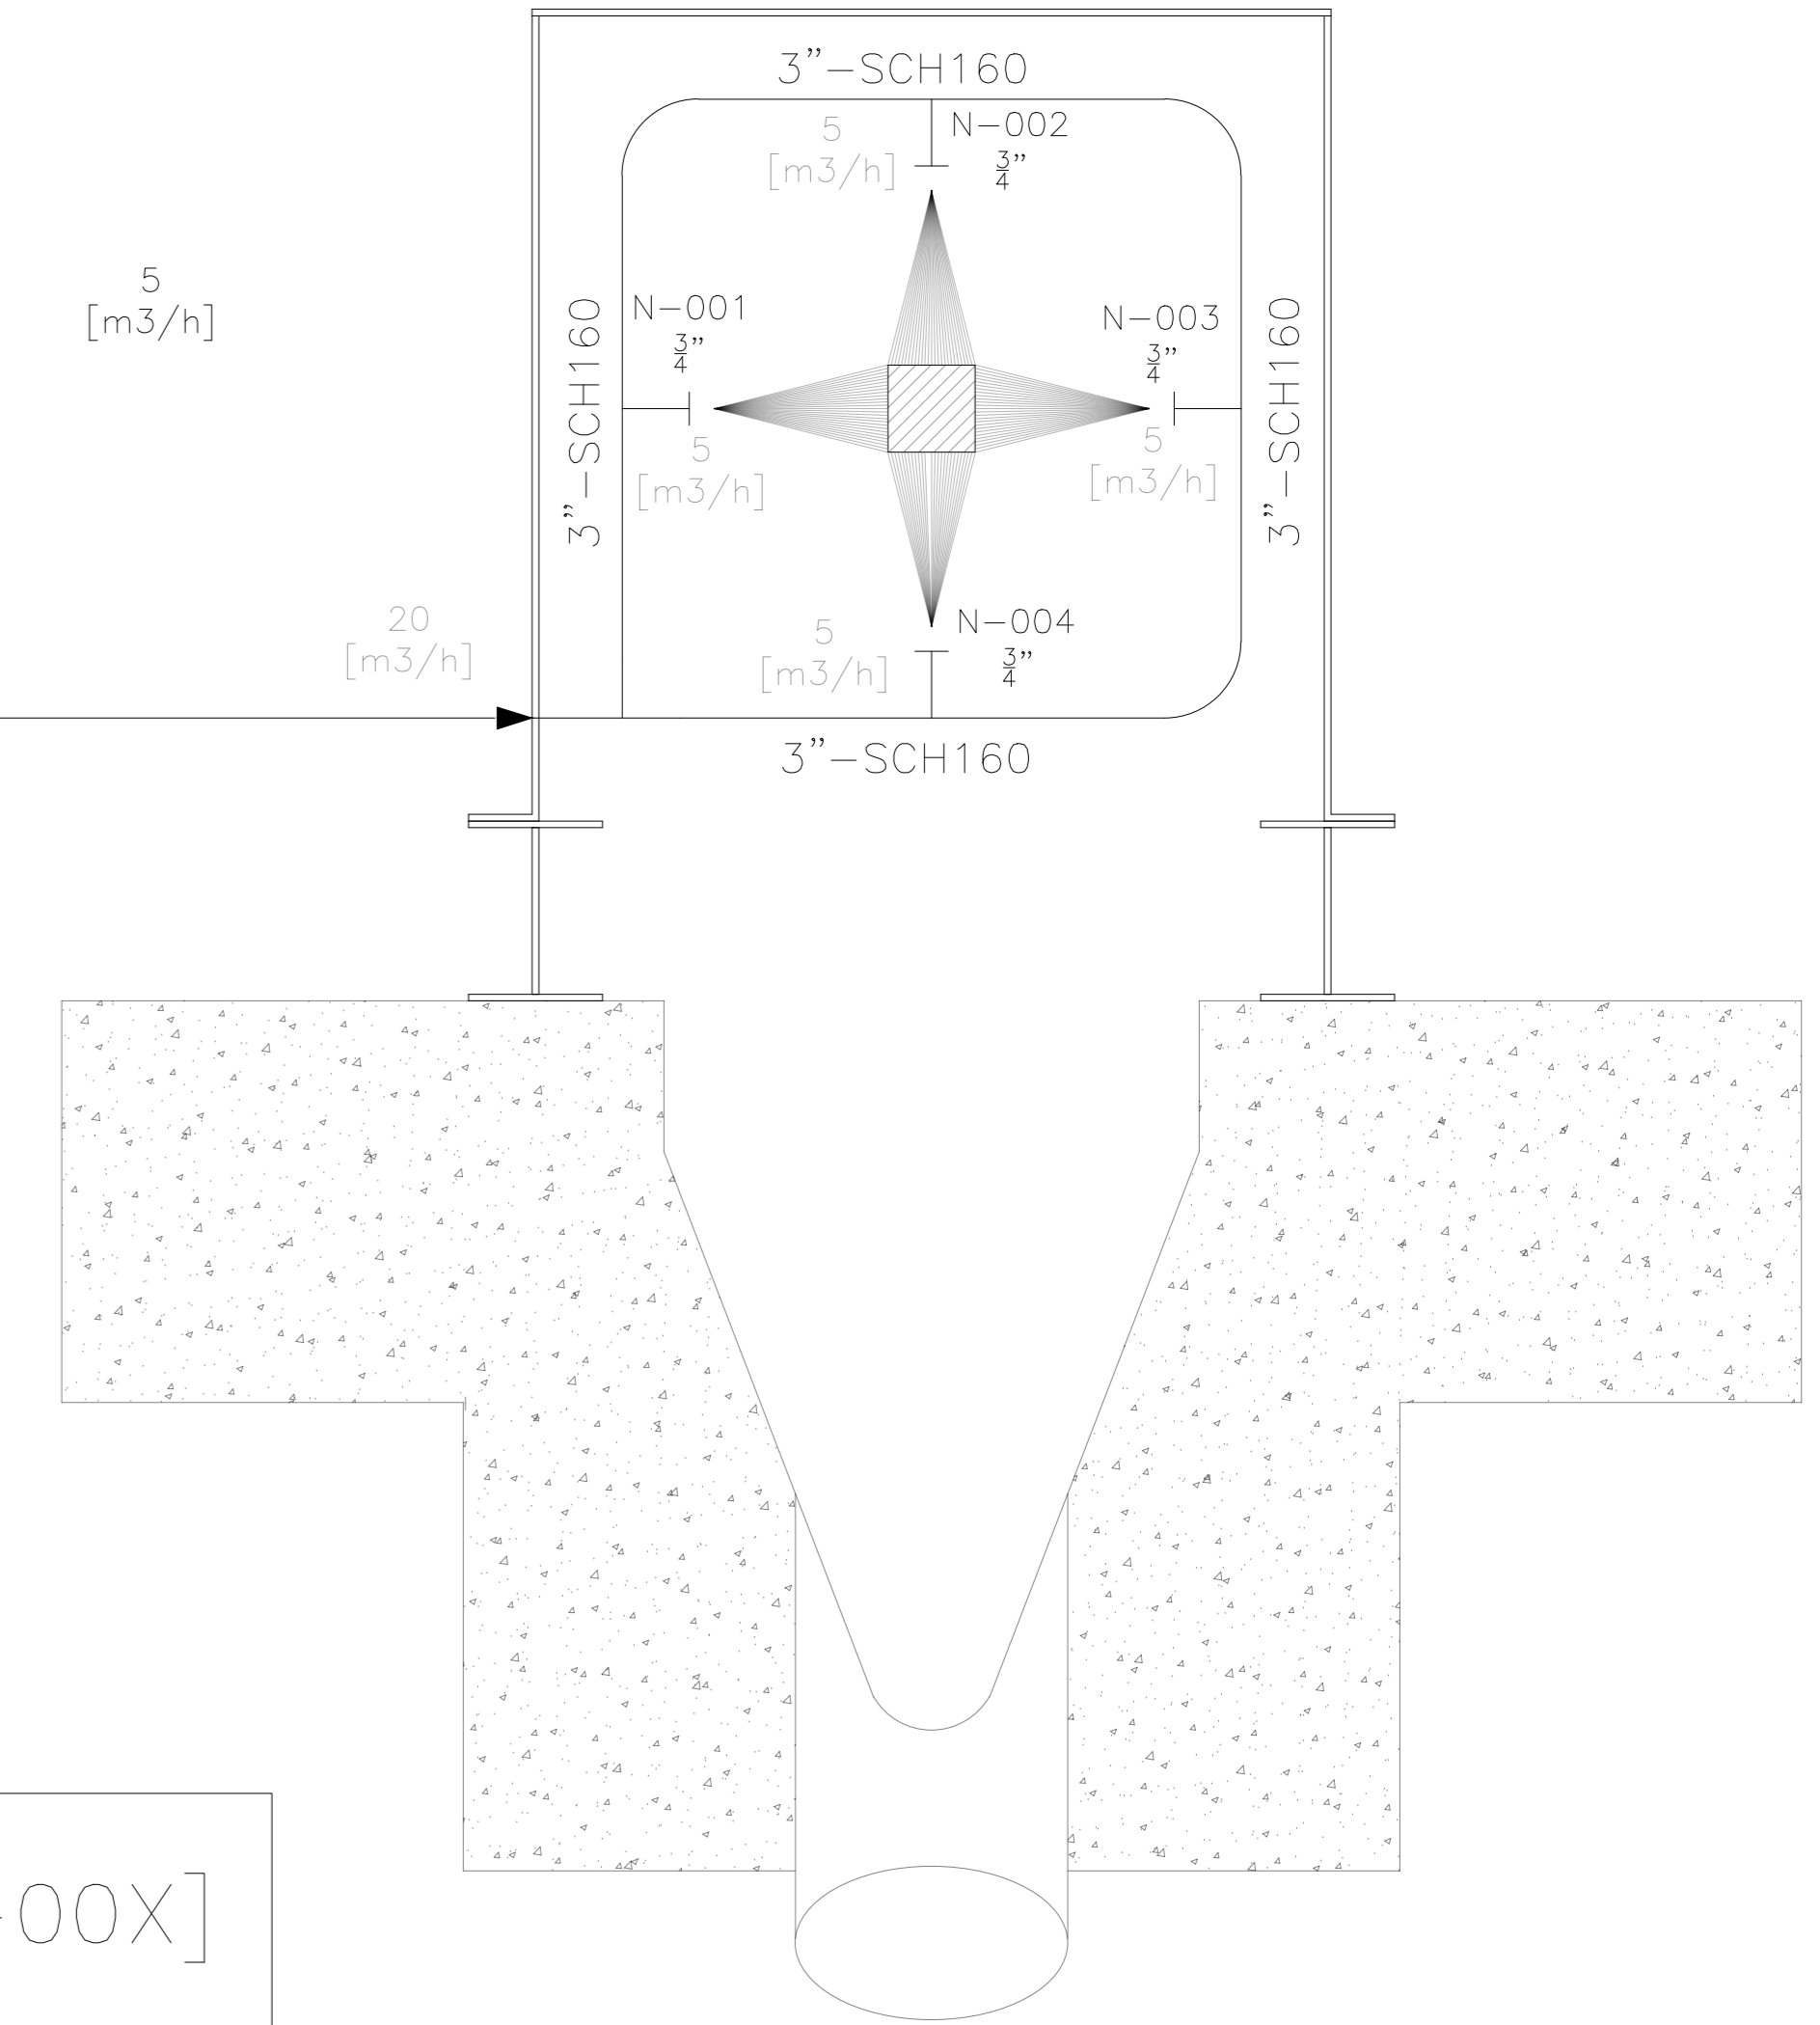 3”-SCH160
5
[m3/h]
N-002
3/4”
5
[m3/h]
3”-SCH160
N-001
3/4”
N-003
3/4”
3”-SCH160
5
[m3/h]
5
[m3/h]
20
[m3/h]
5
[m3/h]
N-004
3/4”
3”-SCH160
00X]